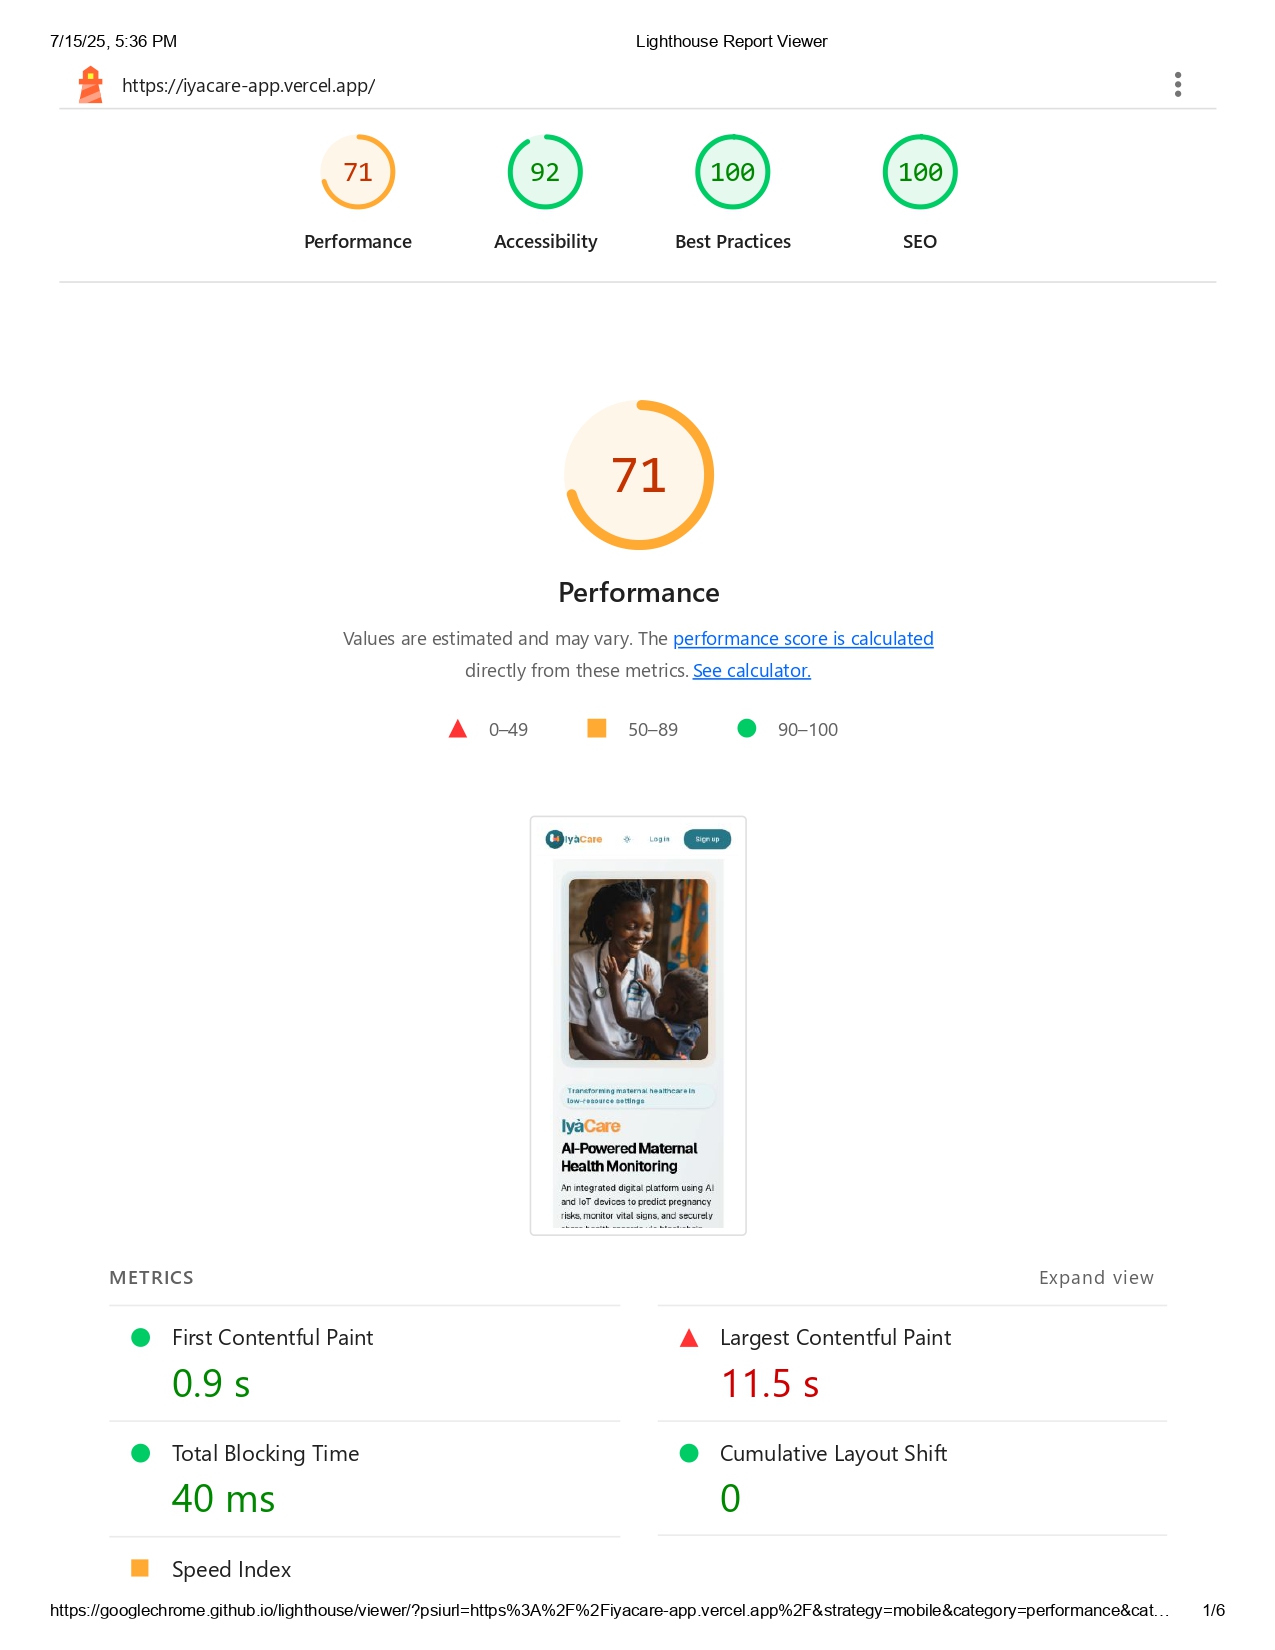 7/15/25, 5:36 PM Lighthouse Report Viewer
https://iyacare-app.vercel.app/
71 92 100 100
Performance Accessibility Best Practices SEO
71
Performance
Values are estimated and may vary. The performance score is calculated
directly from these metrics. See calculator.
0–49 50–89 90–100
IyàCare Log in Sign up
Transforming maternal healthcare in
low-resource settings
IyàCare
AI-Powered Maternal
Health Monitoring
An integrated digital platform using AI
and IoT devices to predict pregnancy
risks, monitor vital signs, and securely
share health records via blockchain
METRICS Expand view
First Contentful Paint Largest Contentful Paint
0.9 s 11.5 s
Total Blocking Time Cumulative Layout Shift
40 ms 0
Speed Index
https://googlechrome.github.io/lighthouse/viewer/?psiurl=https%3A%2F%2Fiyacare-app.vercel.app%2F&strategy=mobile&category=performance&cat… 1/6